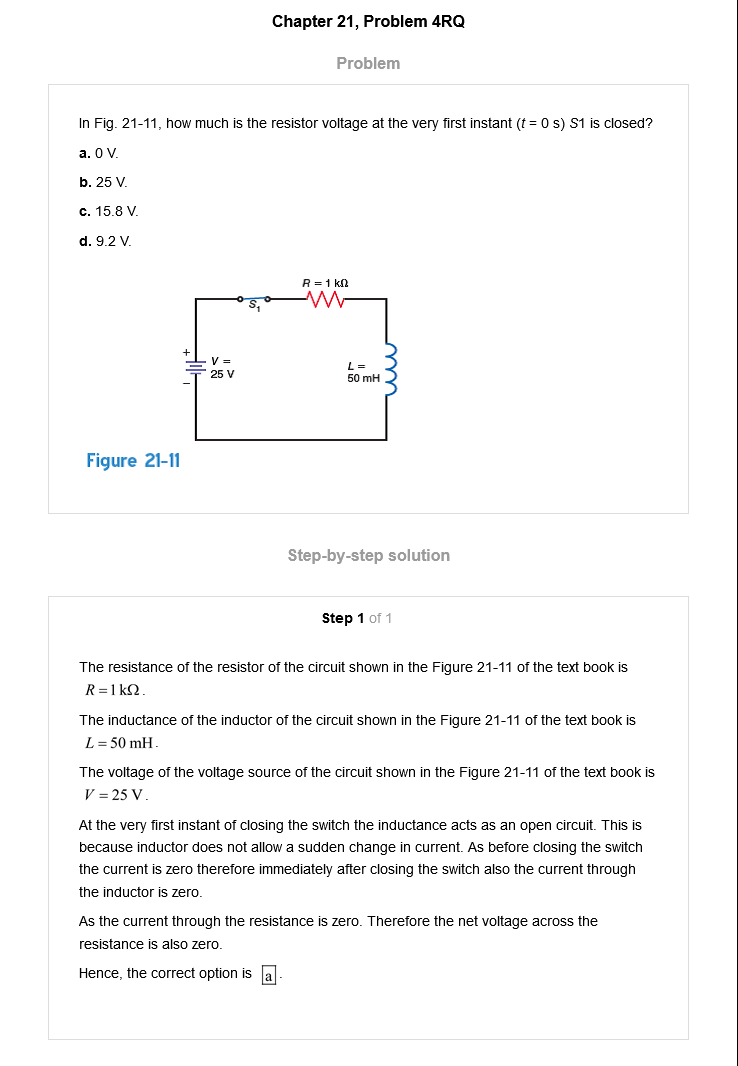 Chapter 21, Problem 4RQ
Problem
In Fig. 21-11, how much is the resistor voltage at the very first instant (t = 0 s) S1 is closed?
a. 0 V.
b. 25 V.
c. 15.8 V.
d. 9.2 V.
R = 1 kΩ
S1
+
V =
25 V
−
L =
50 mH
Figure 21-11
Step-by-step solution
Step 1 of 1
The resistance of the resistor of the circuit shown in the Figure 21-11 of the text book is
R = 1 kΩ.
The inductance of the inductor of the circuit shown in the Figure 21-11 of the text book is
L = 50 mH.
The voltage of the voltage source of the circuit shown in the Figure 21-11 of the text book is
V = 25 V.
At the very first instant of closing the switch the inductance acts as an open circuit. This is
because inductor does not allow a sudden change in current. As before closing the switch
the current is zero therefore immediately after closing the switch also the current through
the inductor is zero.
As the current through the resistance is zero. Therefore the net voltage across the
resistance is also zero.
Hence, the correct option is a.